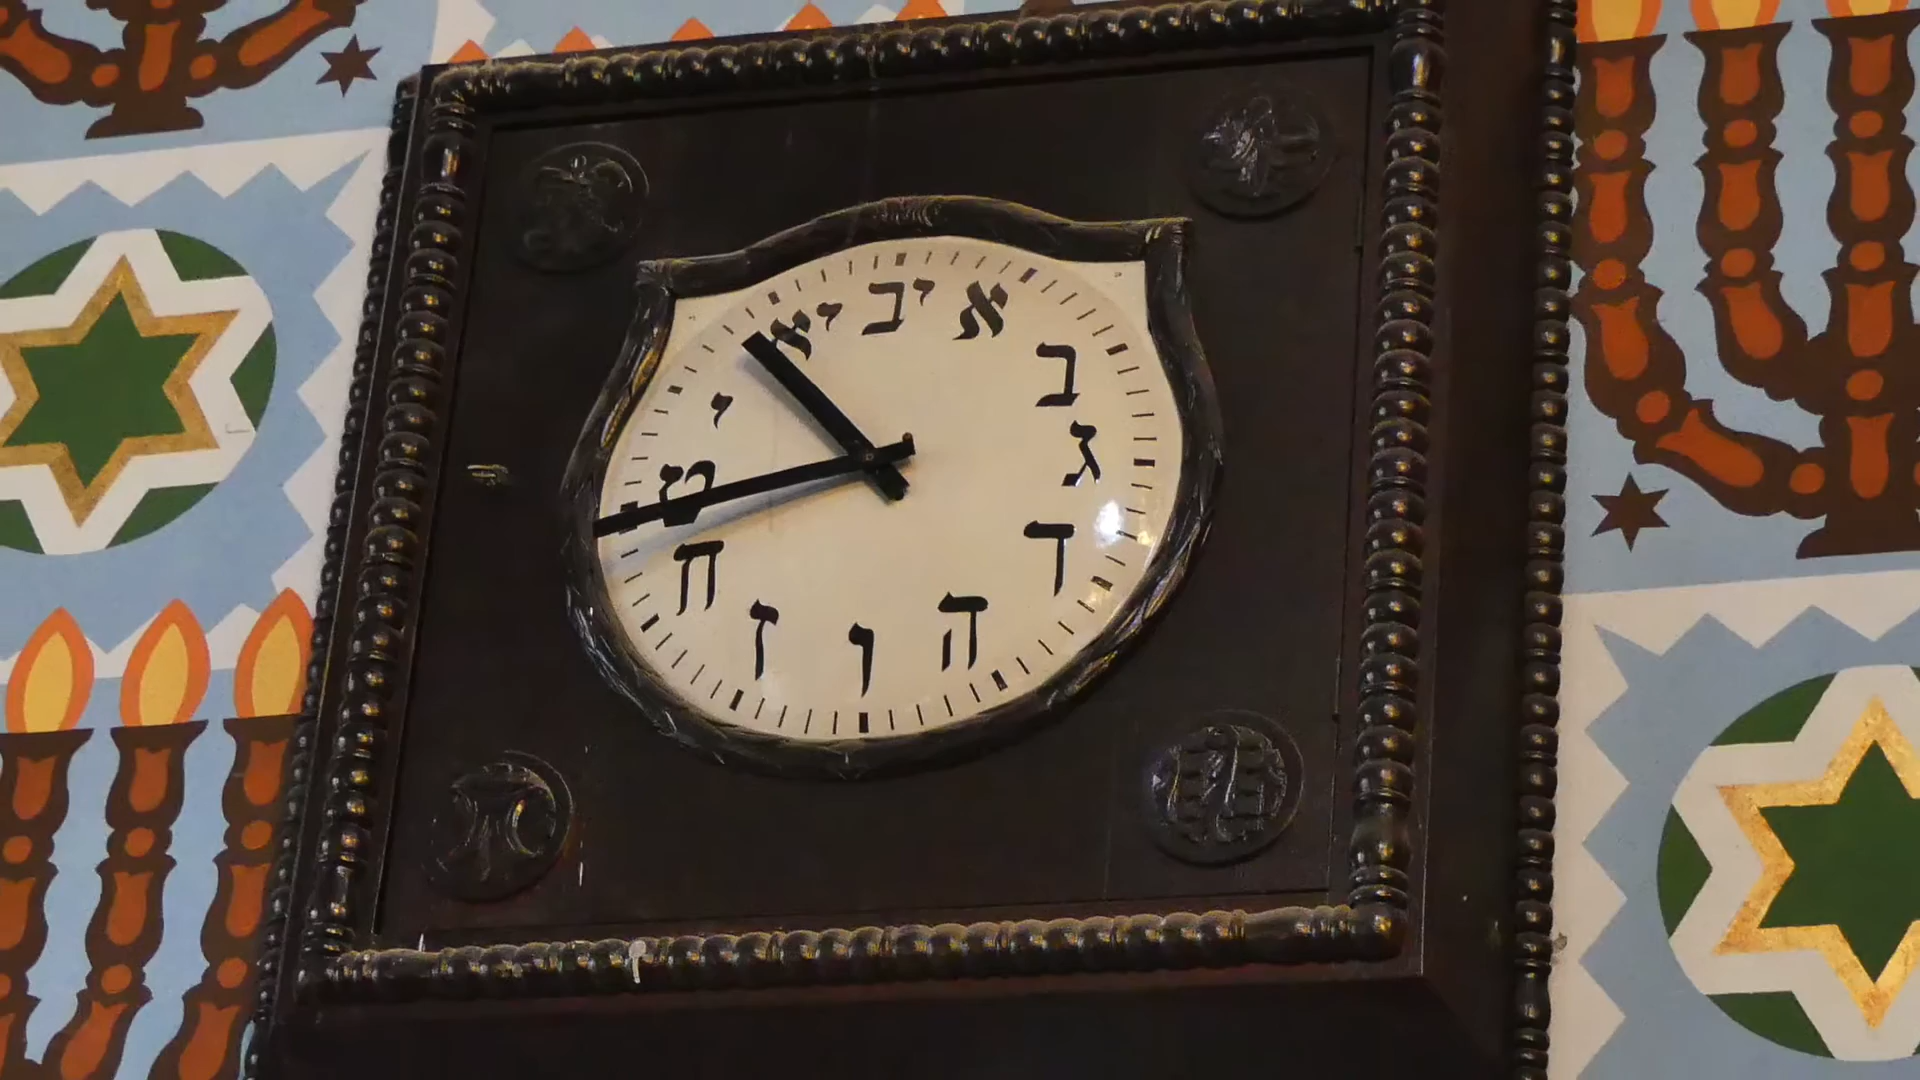 יב
א
ב
ג
ד
ה
ו
ז
ח
ט
י
יא